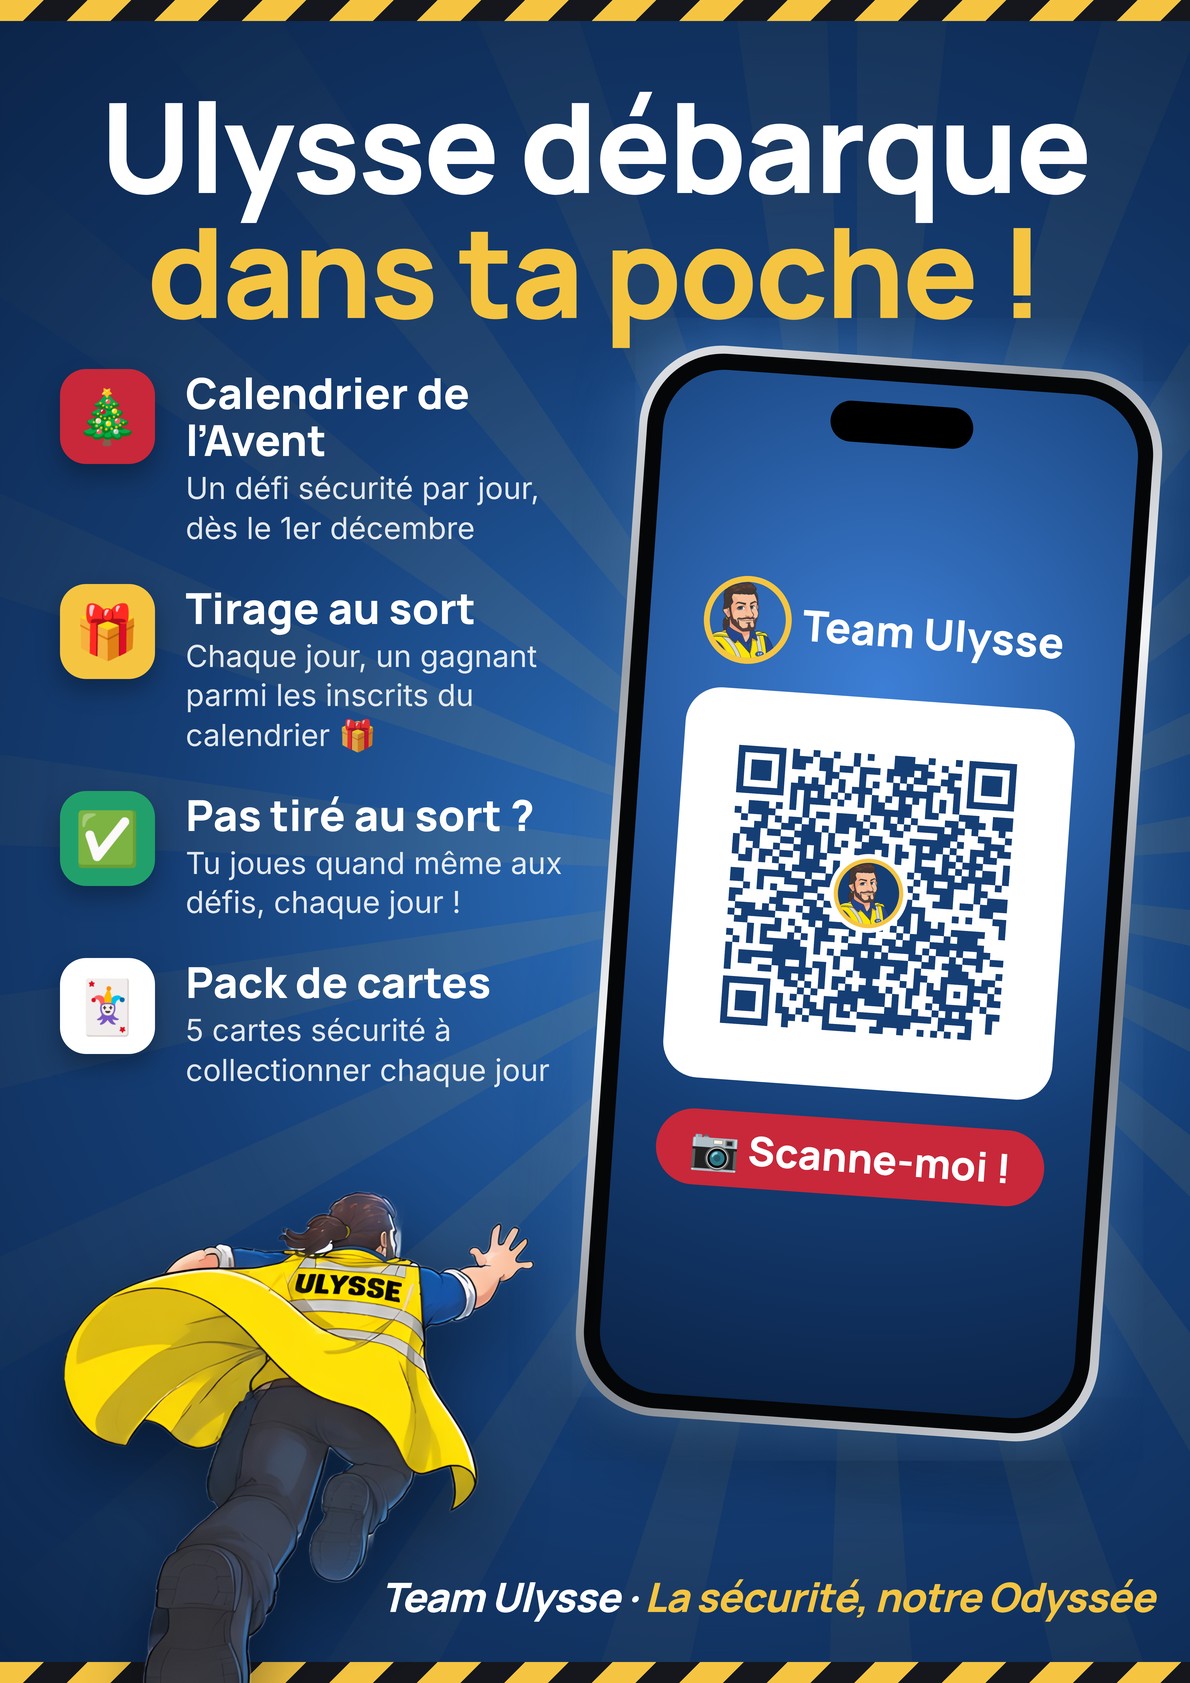 Ulysse débarque
dans ta poche !
Calendrier de
l’Avent
Un défi sécurité par jour,
dès le 1er décembre
Tirage au sort
Chaque jour, un gagnant
parmi les inscrits du
calendrier 🎁
Pas tiré au sort ?
Tu joues quand même aux
défis, chaque jour !
Pack de cartes
5 cartes sécurité à
collectionner chaque jour
Team Ulysse
📷 Scanne-moi !
ULYSSE
Team Ulysse · La sécurité, notre Odyssée